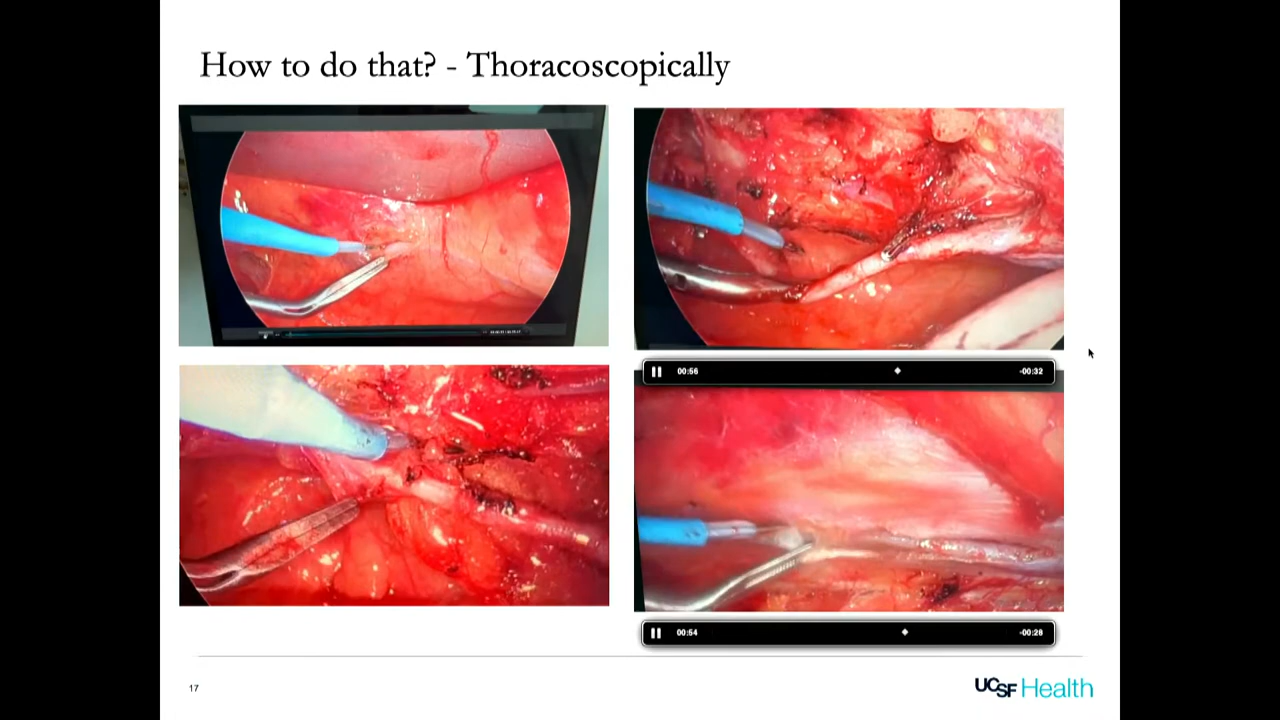 How to do that? - Thoracoscopically
00:56
-00:32
00:54
-00:28
17
UCSF Health